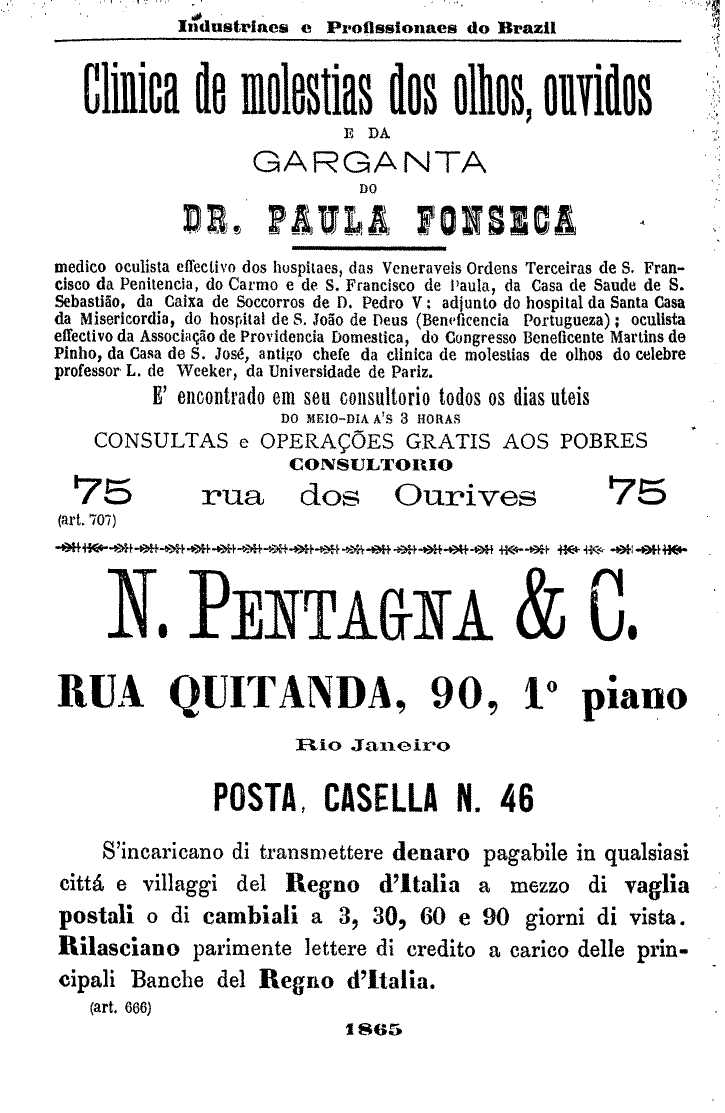 Industriaes e Profissionaes do Brazil
Clinica de molestias dos olhos, ouvidos
E DA
GARGANTA
DO
DR. PAULA FONSECA
medico oculista effectivo dos hospitaes, das Veneraveis Ordens Terceiras de S. Fran-
cisco da Penitencia, do Carmo e de S. Francisco de Paula, da Casa de Saude de S.
Sebastião, da Caixa de Soccorros de D. Pedro V; adjunto do hospital da Santa Casa
da Misericordia, do hospital de S. João de Deus (Beneficencia Portugueza); oculista
effectivo da Associação de Providencia Domestica, do Congresso Beneficente Martins de
Pinho, da Casa de S. José, antigo chefe da clinica de molestias de olhos do celebre
professor L. de Weeker, da Universidade de Pariz.
E' encontrado em seu consultorio todos os dias uteis
DO MEIO-DIA A'S 3 HORAS
CONSULTAS e OPERAÇÕES GRATIS AOS POBRES
CONSULTORIO
75 rua dos Ourives 75
(art. 707)
N. PENTAGNA & C.
RUA QUITANDA, 90, 1º piano
Rio Janeiro
POSTA, CASELLA N. 46
S'incaricano di transmettere denaro pagabile in qualsiasi
cittá e villaggi del Regno d'Italia a mezzo di vaglia
postali o di cambiali a 3, 30, 60 e 90 giorni di vista.
Rilasciano parimente lettere di credito a carico delle prin-
cipali Banche del Regno d'Italia.
(art. 666)
1865